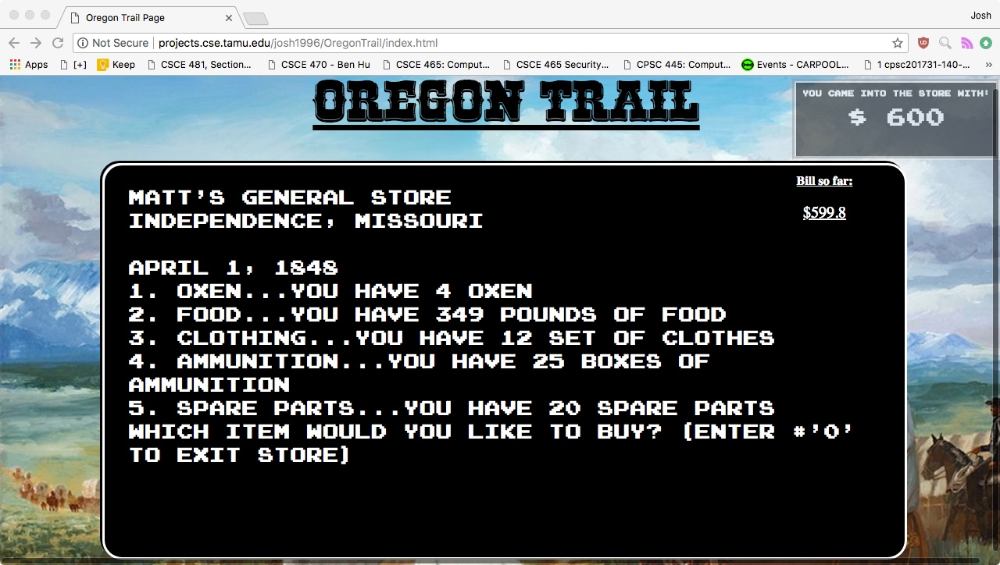 Oregon Trail Page
Josh
Not Secure projects.cse.tamu.edu/josh1996/OregonTrail/index.html
Apps [+] Keep CSCE 481, Section... CSCE 470 - Ben Hu CSCE 465: Comput... CSCE 465 Security... CPSC 445: Comput... Events - CARPOOL... 1 cpsc201731-140-... »
OREGON TRAIL
YOU CAME INTO THE STORE WITH:
$ 600
Bill so far:
$599.8
MATT'S GENERAL STORE
INDEPENDENCE, MISSOURI
APRIL 1, 1848
1. OXEN...YOU HAVE 4 OXEN
2. FOOD...YOU HAVE 349 POUNDS OF FOOD
3. CLOTHING...YOU HAVE 12 SET OF CLOTHES
4. AMMUNITION...YOU HAVE 25 BOXES OF
AMMUNITION
5. SPARE PARTS...YOU HAVE 20 SPARE PARTS
WHICH ITEM WOULD YOU LIKE TO BUY? (ENTER #'0'
TO EXIT STORE)